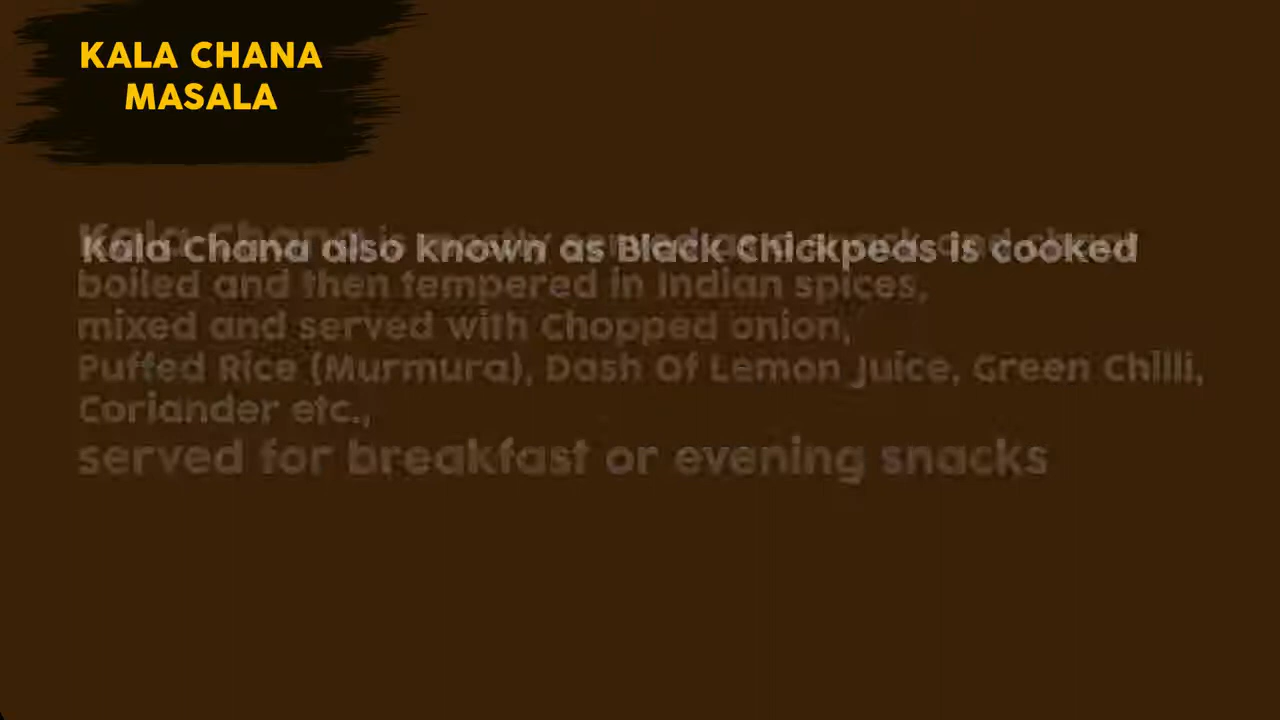 KALA CHANA
MASALA
Kala Chana also known as Black Chickpeas is cooked
boiled and then tempered in Indian spices,
mixed and served with Chopped onion,
Puffed Rice (Murmura), Dash Of Lemon Juice, Green Chilli,
Coriander etc.,
served for breakfast or evening snacks